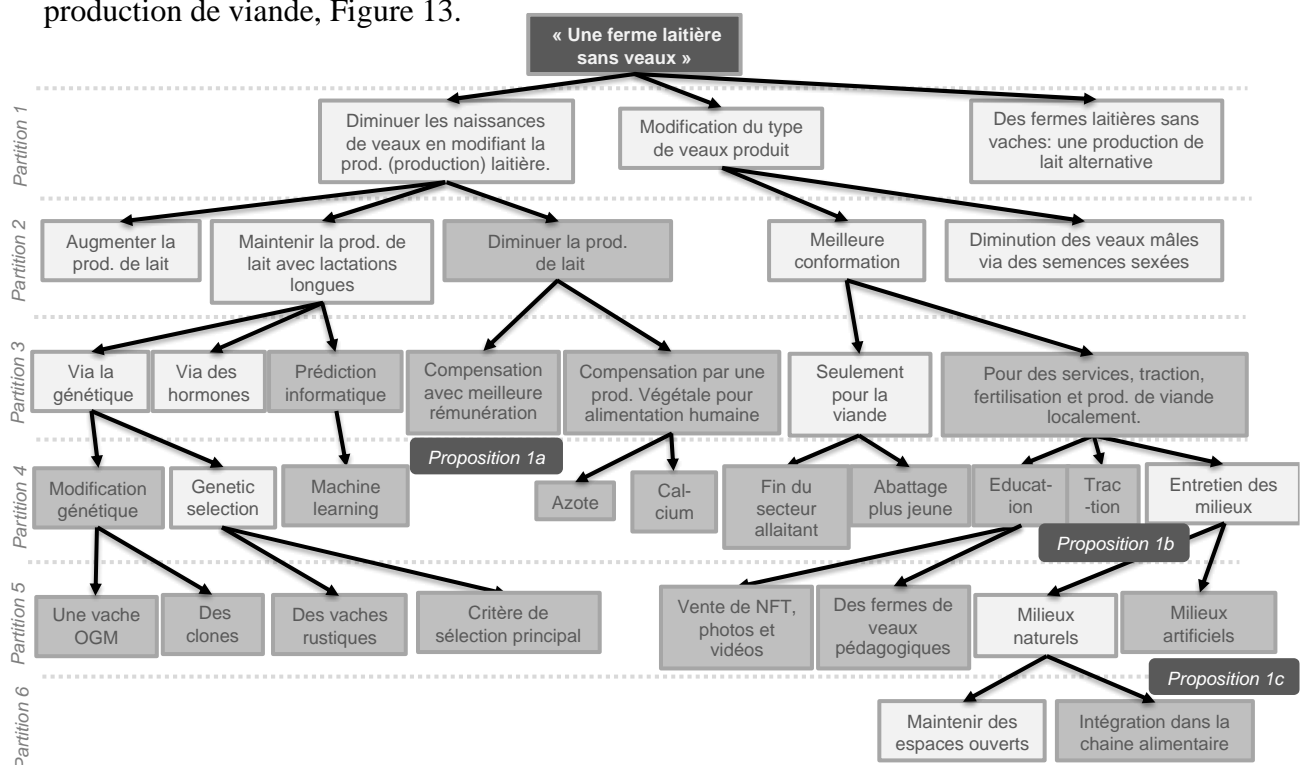 production de viande, Figure 13.
« Une ferme laitière
sans veaux »
Partition 1
Diminuer les naissances
de veaux en modifiant la
prod. (production) laitière.
Modification du type
de veaux produit
Des fermes laitières sans
vaches: une production de
lait alternative
Partition 2
Augmenter la
prod. de lait
Maintenir la prod. de
lait avec lactations
longues
Diminuer la prod.
de lait
Meilleure
conformation
Diminution des veaux mâles
via des semences sexées
Partition 3
Via la
génétique
Via des
hormones
Prédiction
informatique
Compensation
avec meilleure
rémunération
Compensation par une
prod. Végétale pour
alimentation humaine
Seulement
pour la
viande
Pour des services, traction,
fertilisation et prod. de viande
localement.
Proposition 1a
Partition 4
Modification
génétique
Genetic
selection
Machine
learning
Azote
Cal-
cium
Fin du
secteur
allaitant
Abattage
plus jeune
Educat-
ion
Trac
-tion
Entretien des
milieux
Proposition 1b
Partition 5
Une vache
OGM
Des
clones
Des vaches
rustiques
Critère de
sélection principal
Vente de NFT,
photos et
vidéos
Des fermes de
veaux
pédagogiques
Milieux
naturels
Milieux
artificiels
Proposition 1c
Partition 6
Maintenir des
espaces ouverts
Intégration dans la
chaine alimentaire